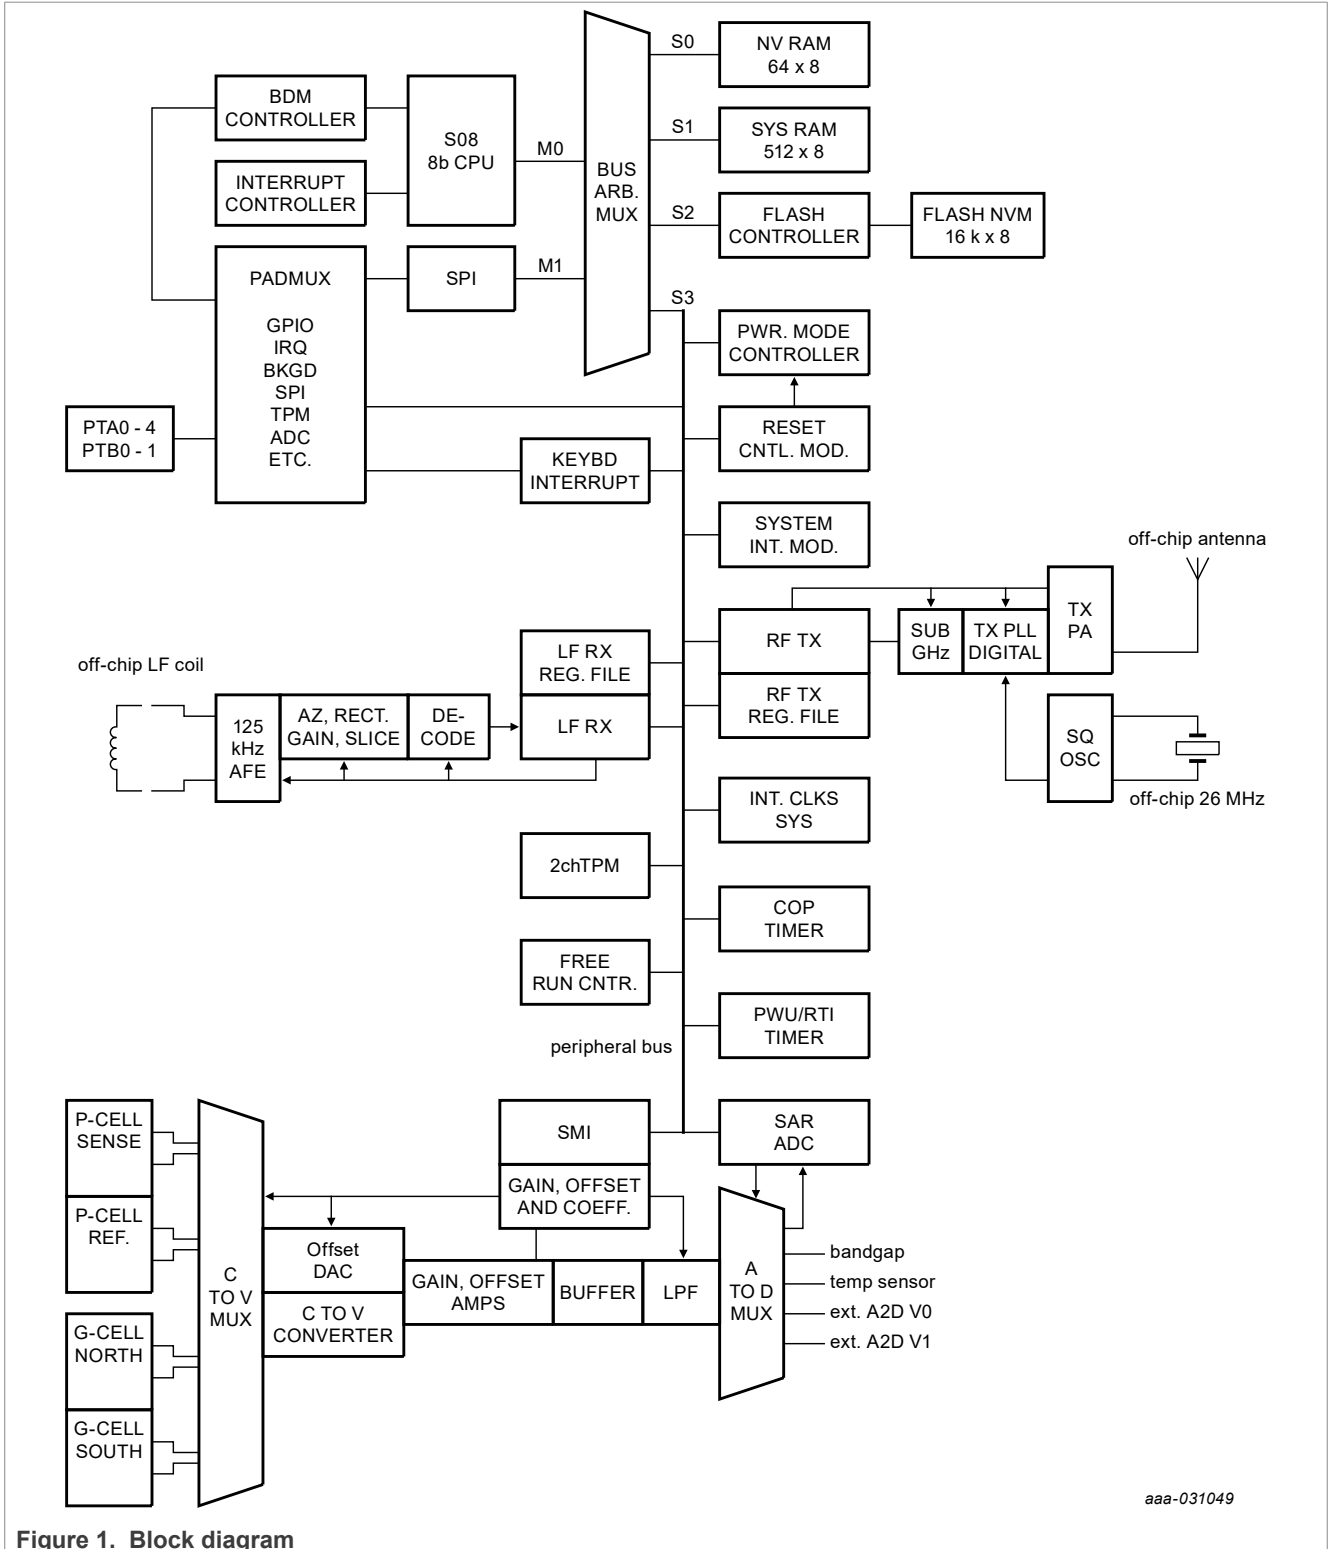 S0
NV RAM
64 x 8
BDM
CONTROLLER
S08
8b CPU
S1
SYS RAM
512 x 8
M0
BUS
ARB.
MUX
INTERRUPT
CONTROLLER
S2
FLASH
CONTROLLER
FLASH NVM
16 k x 8
PADMUX
GPIO
IRQ
BKGD
SPI
TPM
ADC
ETC.
SPI
M1
S3
PWR. MODE
CONTROLLER
PTA0 - 4
PTB0 - 1
RESET
CNTL. MOD.
KEYBD
INTERRUPT
SYSTEM
INT. MOD.
off-chip antenna
LF RX
REG. FILE
RF TX
SUB
GHz
TX PLL
DIGITAL
TX
PA
off-chip LF coil
125
kHz
AFE
AZ, RECT.
GAIN, SLICE
DE-
CODE
LF RX
RF TX
REG. FILE
SQ
OSC
off-chip 26 MHz
INT. CLKS
SYS
2chTPM
COP
TIMER
FREE
RUN CNTR.
PWU/RTI
TIMER
peripheral bus
P-CELL
SENSE
SMI
SAR
ADC
GAIN, OFFSET
AND COEFF.
P-CELL
REF.
C
TO V
MUX
Offset
DAC
C TO V
CONVERTER
GAIN, OFFSET
AMPS
BUFFER
LPF
A
TO D
MUX
bandgap
temp sensor
ext. A2D V0
ext. A2D V1
G-CELL
NORTH
G-CELL
SOUTH
aaa-031049
Figure 1. Block diagram